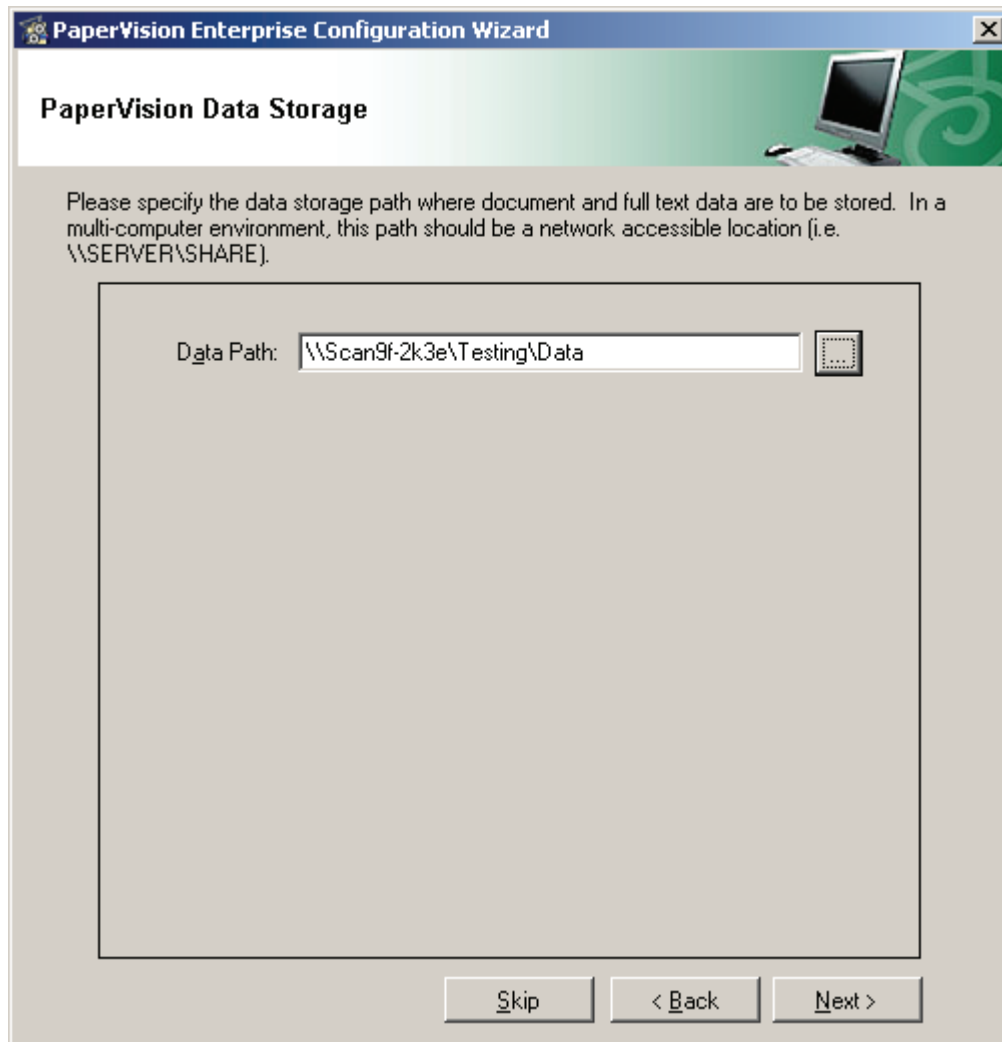 PaperVision Enterprise Configuration Wizard
PaperVision Data Storage
Please specify the data storage path where document and full text data are to be stored.  In a
multi-computer environment, this path should be a network accessible location (i.e.
\\SERVER\SHARE).
Data Path: \\Scan9f-2k3e\Testing\Data ...
Skip < Back Next >